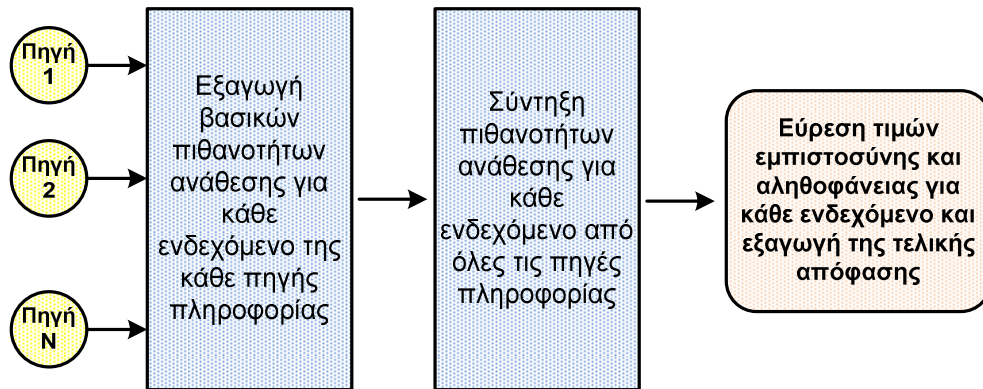 Πηγή
1
Πηγή
2
Πηγή
Ν
Εξαγωγή
βασικών
πιθανοτήτων
ανάθεσης για
κάθε
ενδεχόμενο της
κάθε πηγής
πληροφορίας
Σύντηξη
πιθανοτήτων
ανάθεσης για
κάθε
ενδεχόμενο από
όλες τις πηγές
πληροφορίας
Εύρεση τιμών
εμπιστοσύνης και
αληθοφάνειας για
κάθε ενδεχόμενο και
εξαγωγή της τελικής
απόφασης